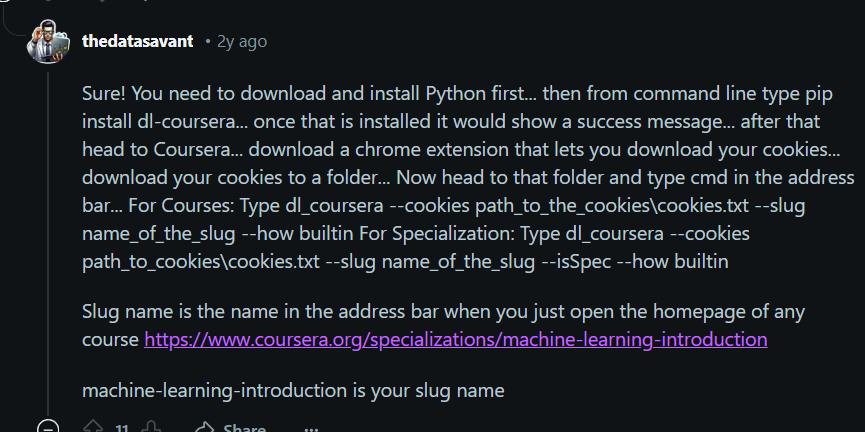 thedatasavant • 2y ago
Sure! You need to download and install Python first... then from command line type pip
install dl-coursera... once that is installed it would show a success message... after that
head to Coursera... download a chrome extension that lets you download your cookies...
download your cookies to a folder... Now head to that folder and type cmd in the address
bar... For Courses: Type dl_coursera --cookies path_to_the_cookies\cookies.txt --slug
name_of_the_slug --how builtin For Specialization: Type dl_coursera --cookies
path_to_cookies\cookies.txt --slug name_of_the_slug --isSpec --how builtin
Slug name is the name in the address bar when you just open the homepage of any
course https://www.coursera.org/specializations/machine-learning-introduction
machine-learning-introduction is your slug name
11 Share ...